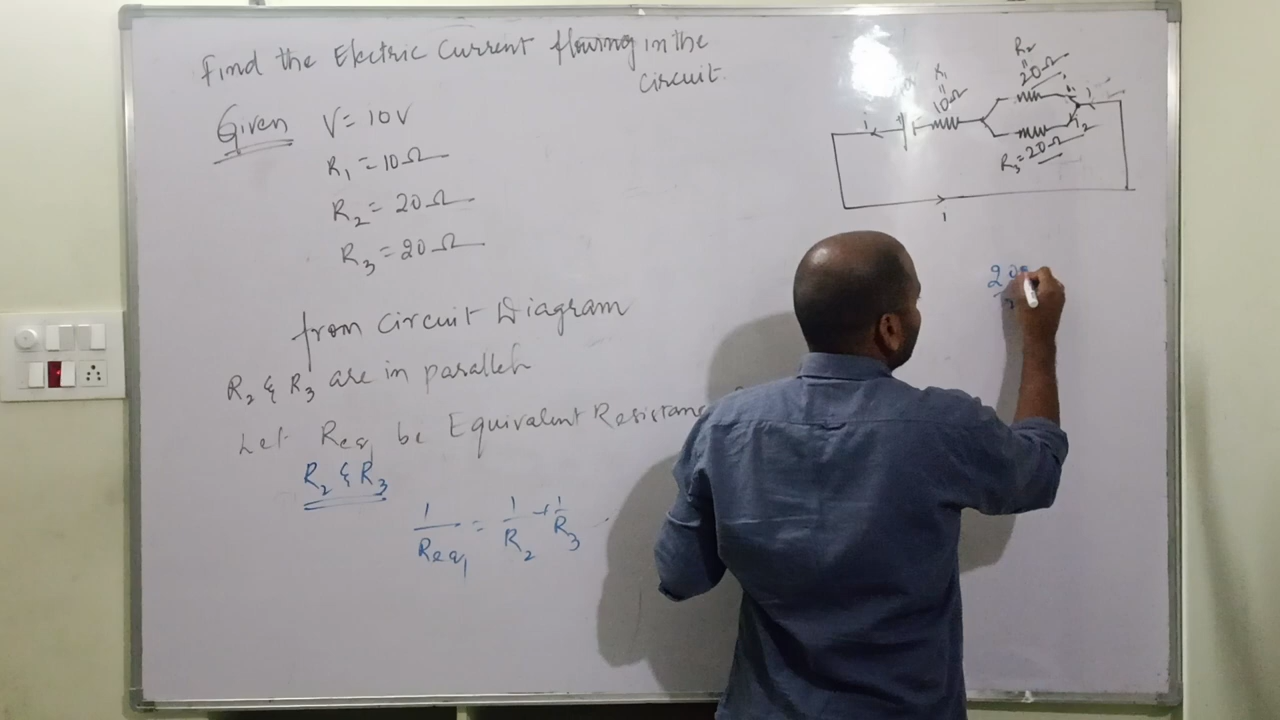 Find the Electric Current flowing in the
circuit.
Given V = 10V
R₁ = 10Ω
R₂ = 20Ω
R₃ = 20Ω
from Circuit Diagram
R₂ & R₃ are in parallel
Let Req₁ be Equivalent Resistance
R₂ & R₃
1/Req₁ = 1/R₂ + 1/R₃
R₁ = 10Ω
R₂ = 20Ω
R₃ = 20Ω
i
i
20